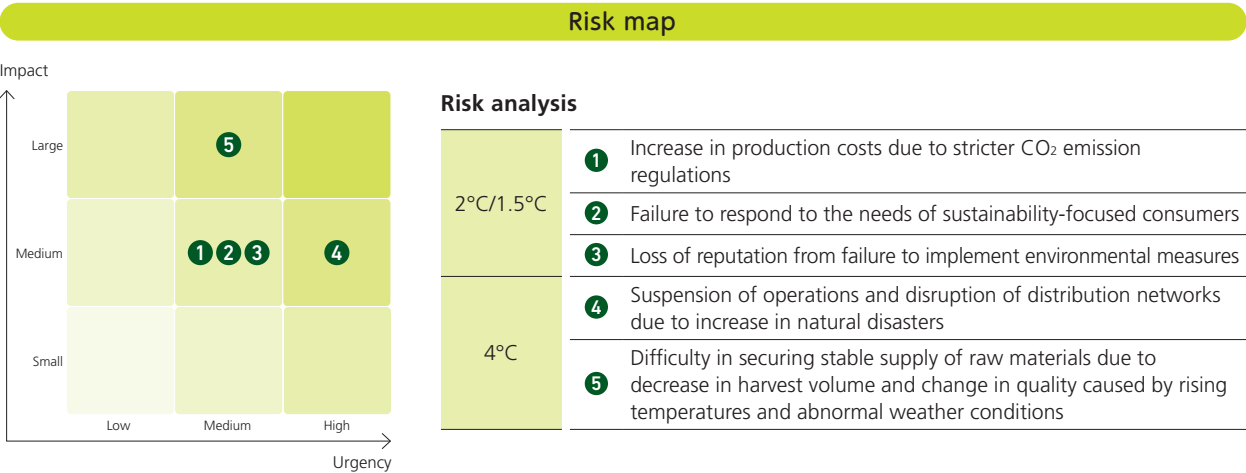 Risk map
Impact
Large
5
Medium
1 2 3
4
Small
Low
Medium
High
Urgency
Risk analysis
2°C/1.5°C
1
Increase in production costs due to stricter CO₂ emission
regulations
2
Failure to respond to the needs of sustainability-focused consumers
3
Loss of reputation from failure to implement environmental measures
4°C
4
Suspension of operations and disruption of distribution networks
due to increase in natural disasters
5
Difficulty in securing stable supply of raw materials due to
decrease in harvest volume and change in quality caused by rising
temperatures and abnormal weather conditions